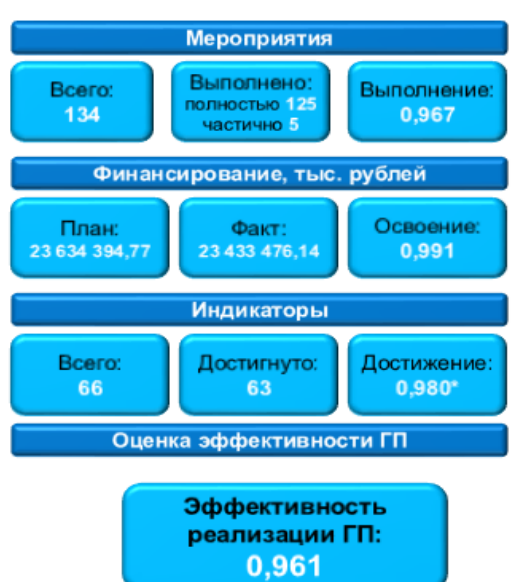 Мероприятия
Всего:
134
Выполнено:
полностью 125
частично 5
Выполнение:
0,967
Финансирование, тыс. рублей
План:
23 634 394,77
Факт:
23 433 476,14
Освоение:
0,991
Индикаторы
Всего:
66
Достигнуто:
63
Достижение:
0,980*
Оценка эффективности ГП
Эффективность
реализации ГП:
0,961